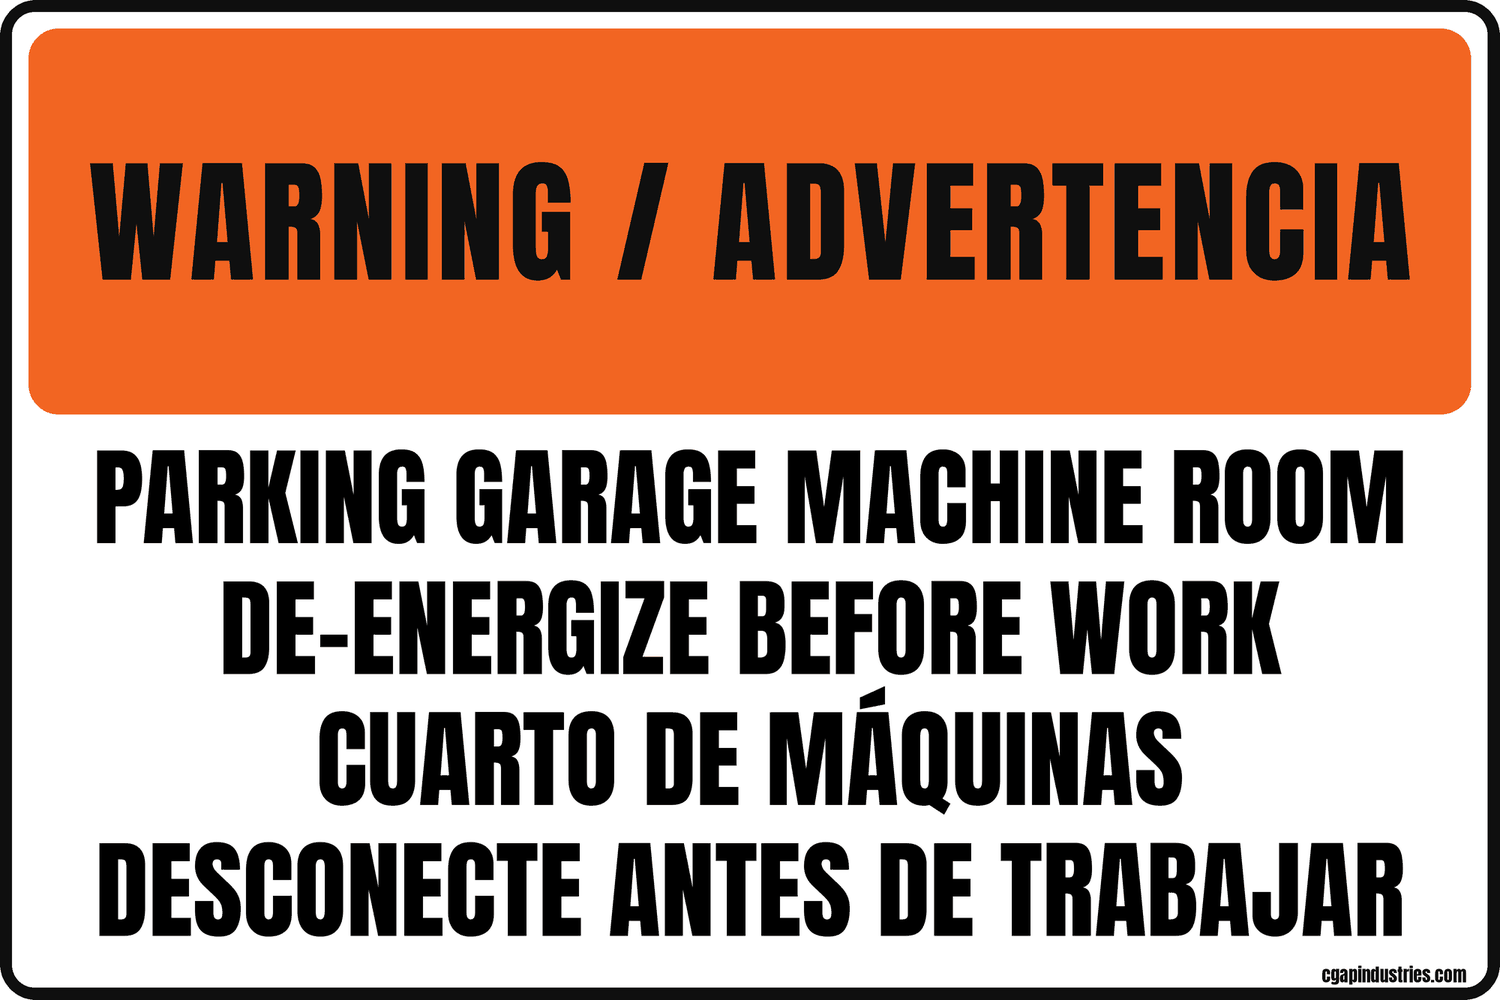 WARNING / ADVERTENCIA
PARKING GARAGE MACHINE ROOM
DE-ENERGIZE BEFORE WORK
CUARTO DE MÁQUINAS
DESCONECTE ANTES DE TRABAJAR
cgapindustries.com